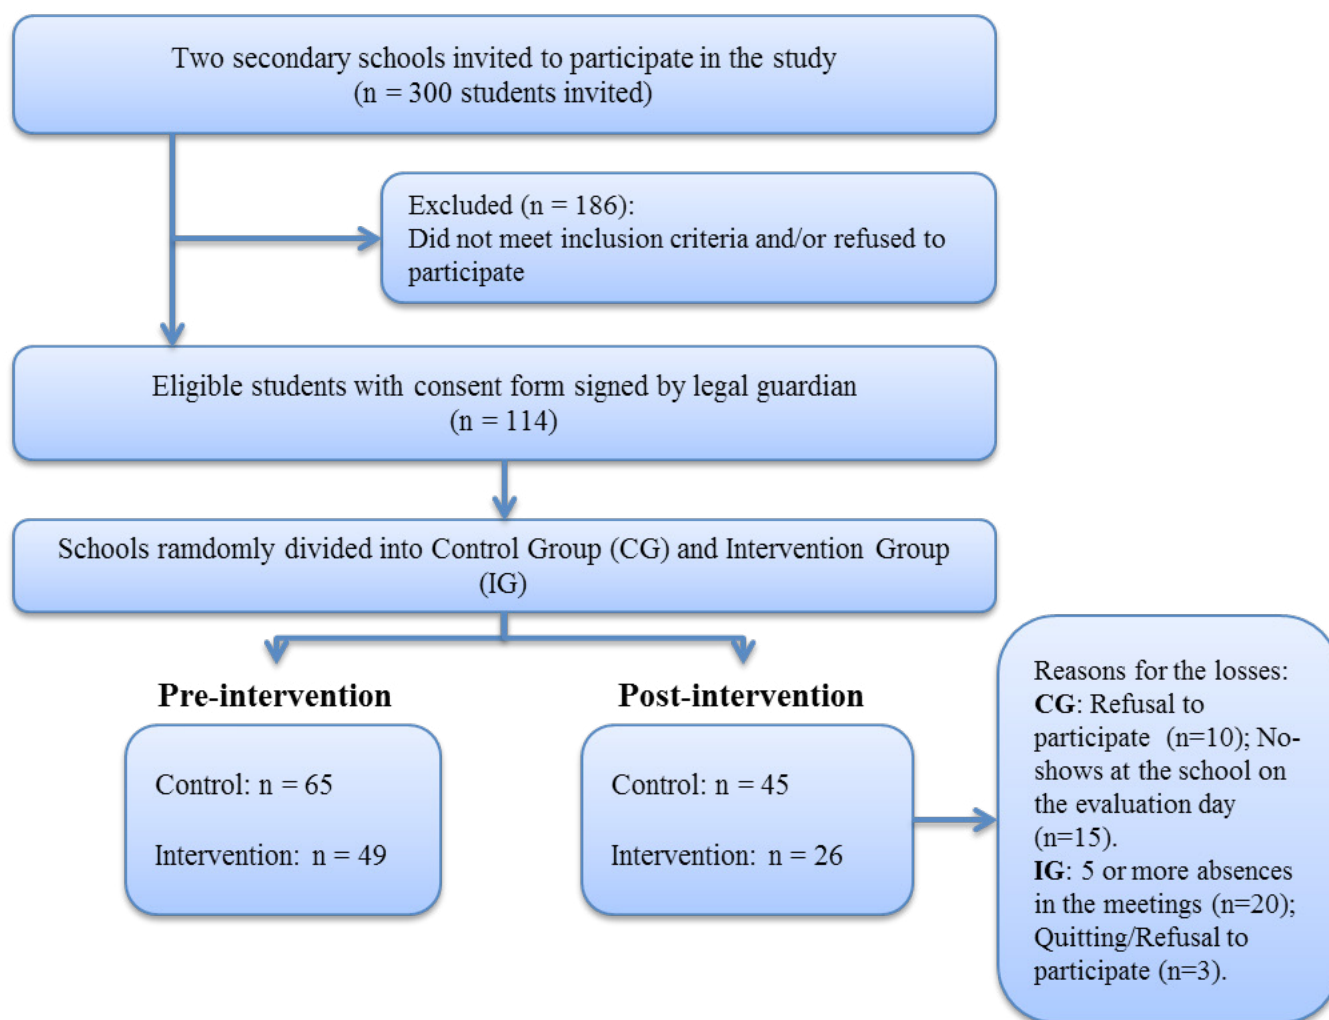 Two secondary schools invited to participate in the study
(n = 300 students invited)
Excluded (n = 186):
Did not meet inclusion criteria and/or refused to
participate
Eligible students with consent form signed by legal guardian
(n = 114)
Schools ramdomly divided into Control Group (CG) and Intervention Group
(IG)
Pre-intervention
Control: n = 65
Intervention: n = 49
Post-intervention
Control: n = 45
Intervention: n = 26
Reasons for the losses:
CG: Refusal to
participate (n=10); No-
shows at the school on
the evaluation day
(n=15).
IG: 5 or more absences
in the meetings (n=20);
Quitting/Refusal to
participate (n=3).